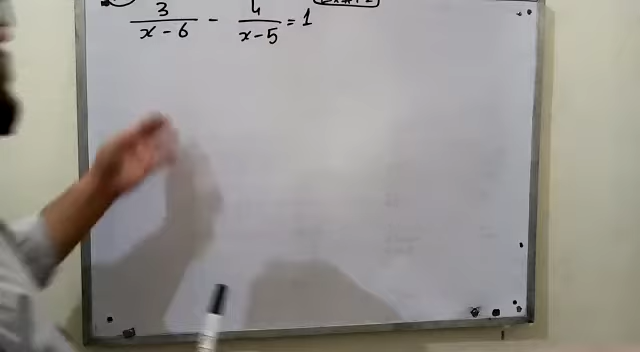 3/(x-6) - 4/(x-5) = 1